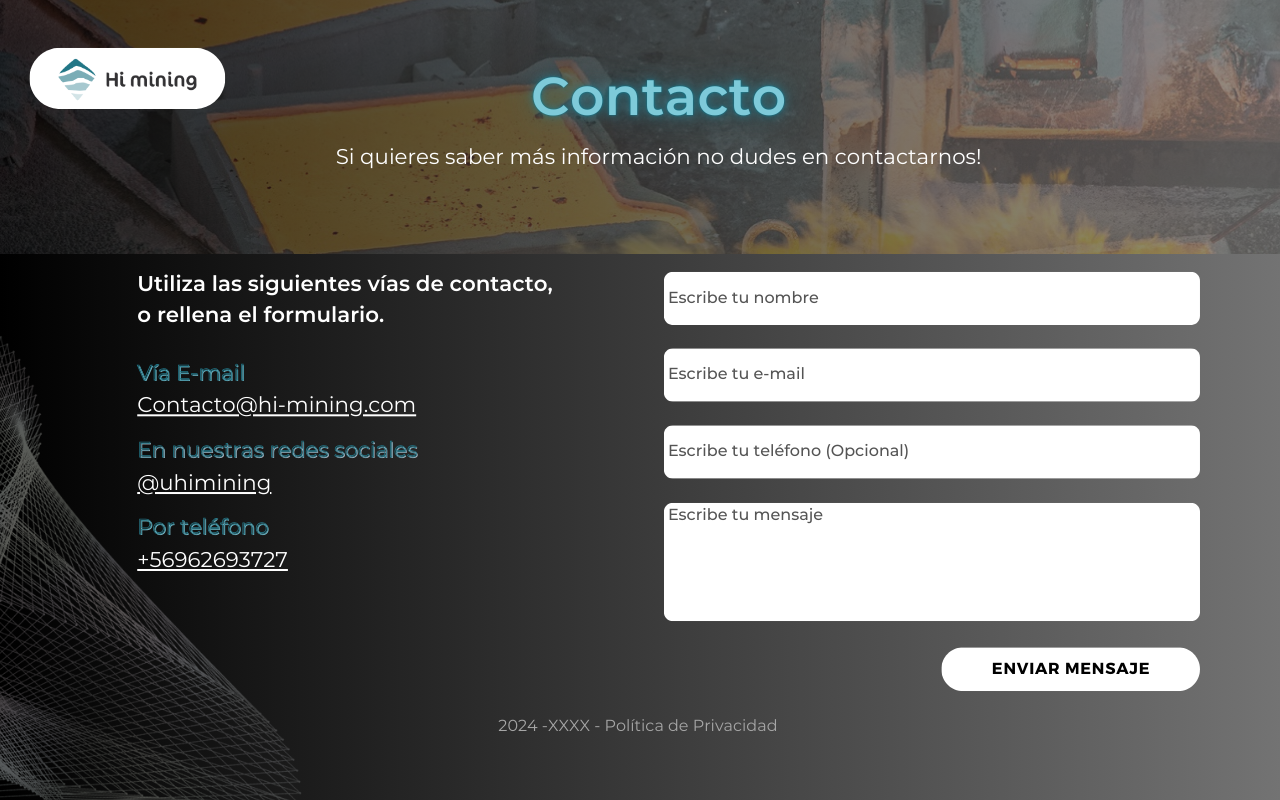 Hi mining
Contacto
Si quieres saber más información no dudes en contactarnos!
Utiliza las siguientes vías de contacto,
o rellena el formulario.
Vía E-mail
Contacto@hi-mining.com
En nuestras redes sociales
@uhimining
Por teléfono
+56962693727
Escribe tu nombre
Escribe tu e-mail
Escribe tu teléfono (Opcional)
Escribe tu mensaje
ENVIAR MENSAJE
2024 -XXXX - Política de Privacidad